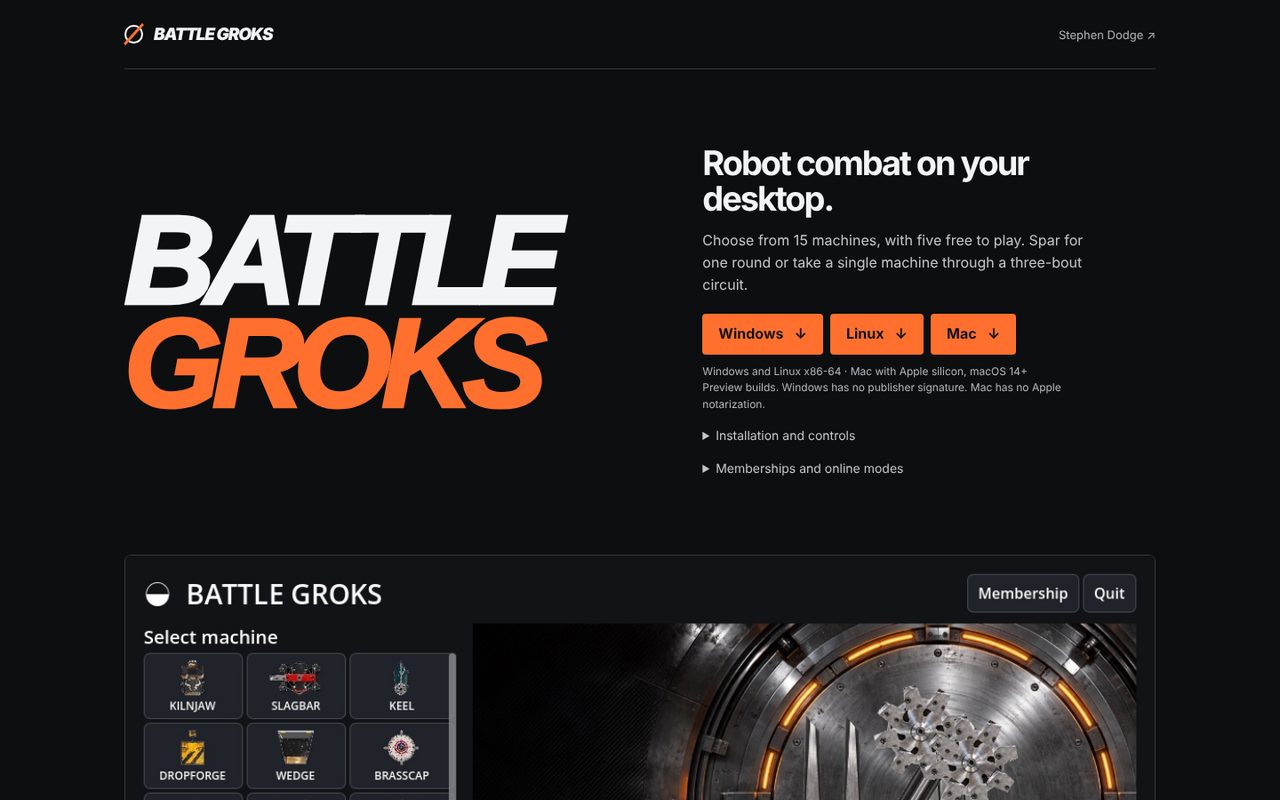 BATTLE GROKS
Stephen Dodge ↗
BATTLE
GROKS
Robot combat on your
desktop.
Choose from 15 machines, with five free to play. Spar for
one round or take a single machine through a three-bout
circuit.
Windows ↓
Linux ↓
Mac ↓
Windows and Linux x86-64 · Mac with Apple silicon, macOS 14+
Preview builds. Windows has no publisher signature. Mac has no Apple
notarization.
▶ Installation and controls
▶ Memberships and online modes
BATTLE GROKS
Membership
Quit
Select machine
KILNJAW
SLAGBAR
KEEL
DROPFORGE
WEDGE
BRASSCAP